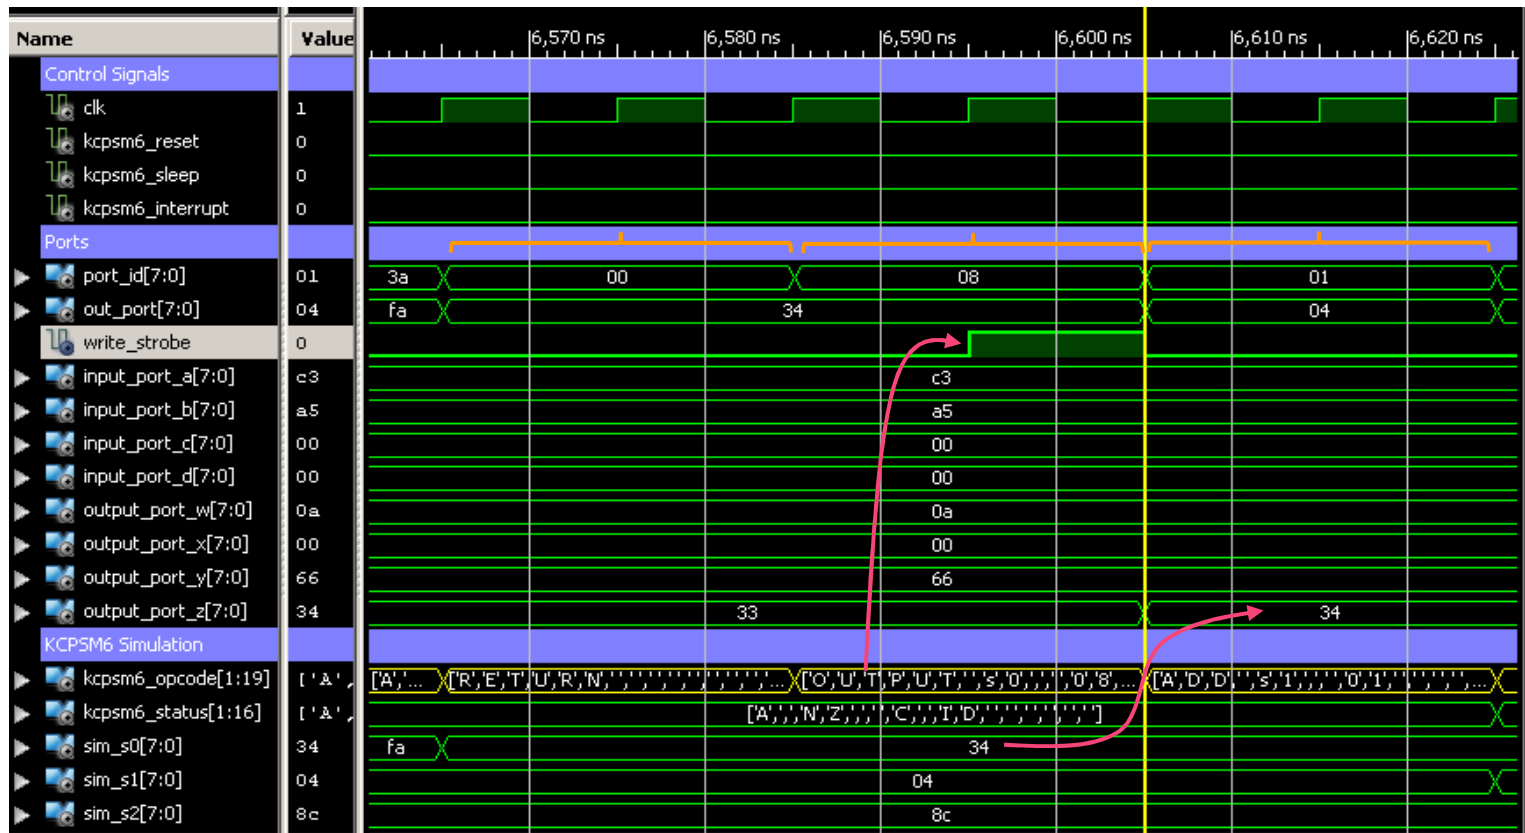 Name Value 6,570 ns 6,580 ns 6,590 ns 6,600 ns 6,610 ns 6,620 ns
Control Signals
clk 1
kcpsm6_reset 0
kcpsm6_sleep 0
kcpsm6_interrupt 0
Ports
port_id[7:0] 01 3a 00 08 01
out_port[7:0] 04 fa 34 04
write_strobe 0
input_port_a[7:0] c3 c3
input_port_b[7:0] a5 a5
input_port_c[7:0] 00 00
input_port_d[7:0] 00 00
output_port_w[7:0] 0a 0a
output_port_x[7:0] 00 00
output_port_y[7:0] 66 66
output_port_z[7:0] 34 33 34
KCPSM6 Simulation
kcpsm6_opcode[1:19] ['A', ['A','... ['R','E','T','U','R','N',',',',',',',',',',',',... ['O','U','T','P','U','T',',','s','0',',',',','0','8',... ['A','D','D',',','s','1',',',',',','0','1',',',',',',',',...
kcpsm6_status[1:16] ['A', ['A',',',','N','Z',',',',','C',',',','I','D',',',',',',',',',',']
sim_s0[7:0] 34 fa 34
sim_s1[7:0] 04 04
sim_s2[7:0] 8c 8c